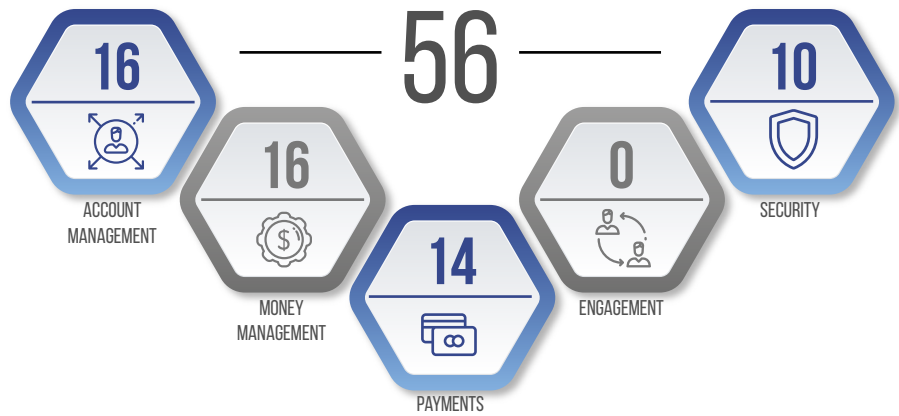 56
16
ACCOUNT
MANAGEMENT
16
$
MONEY
MANAGEMENT
14
PAYMENTS
0
ENGAGEMENT
10
SECURITY